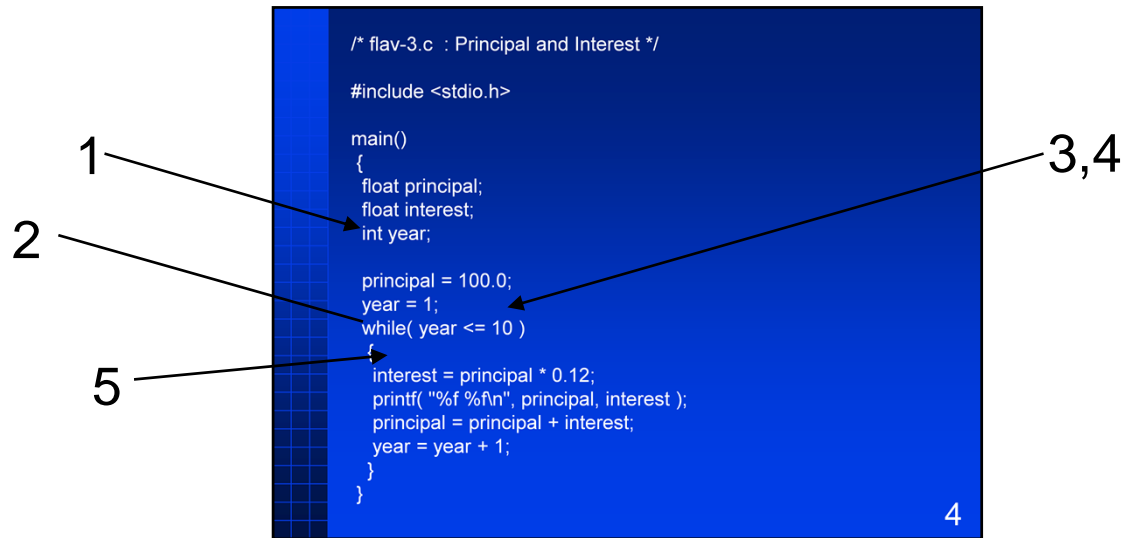 /* flav-3.c : Principal and Interest */
#include <stdio.h>
main()
{
float principal;
float interest;
int year;
principal = 100.0;
year = 1;
while( year <= 10 )
{
interest = principal * 0.12;
printf( "%f %f\n", principal, interest );
principal = principal + interest;
year = year + 1;
}
}
4
1
2
3,4
5